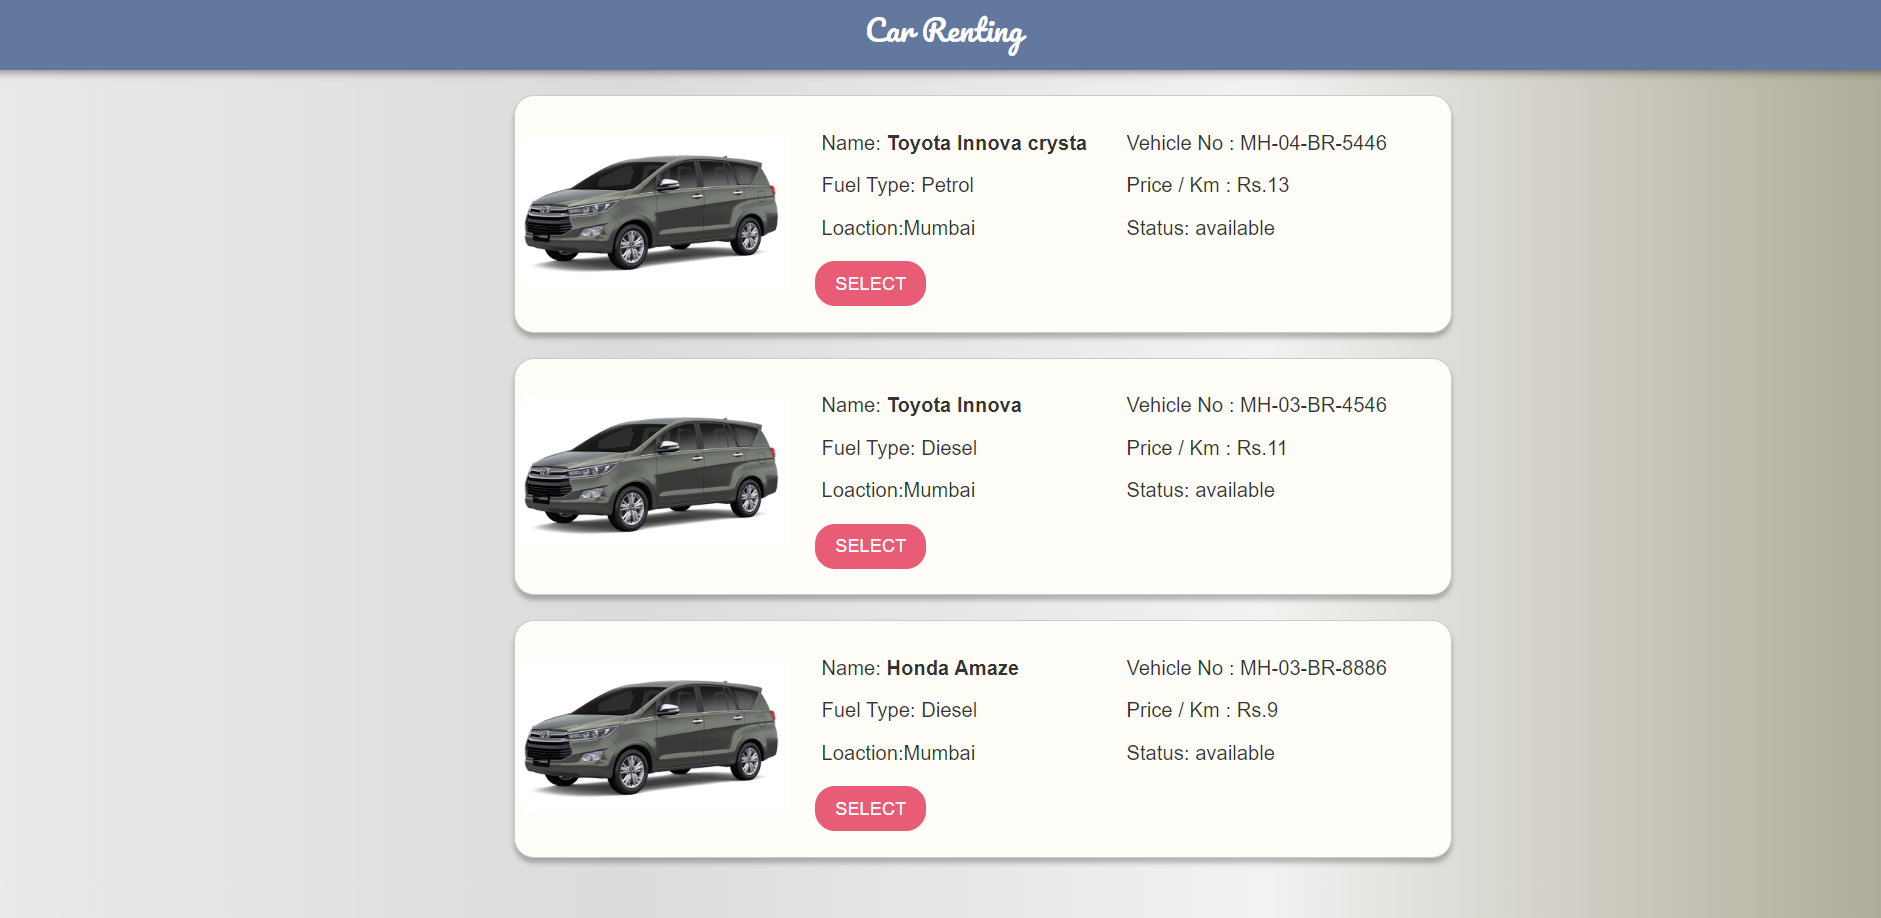 Car Renting
Name: Toyota Innova crysta
Vehicle No : MH-04-BR-5446
Fuel Type: Petrol
Price / Km : Rs.13
Loaction:Mumbai
Status: available
SELECT
Name: Toyota Innova
Vehicle No : MH-03-BR-4546
Fuel Type: Diesel
Price / Km : Rs.11
Loaction:Mumbai
Status: available
SELECT
Name: Honda Amaze
Vehicle No : MH-03-BR-8886
Fuel Type: Diesel
Price / Km : Rs.9
Loaction:Mumbai
Status: available
SELECT